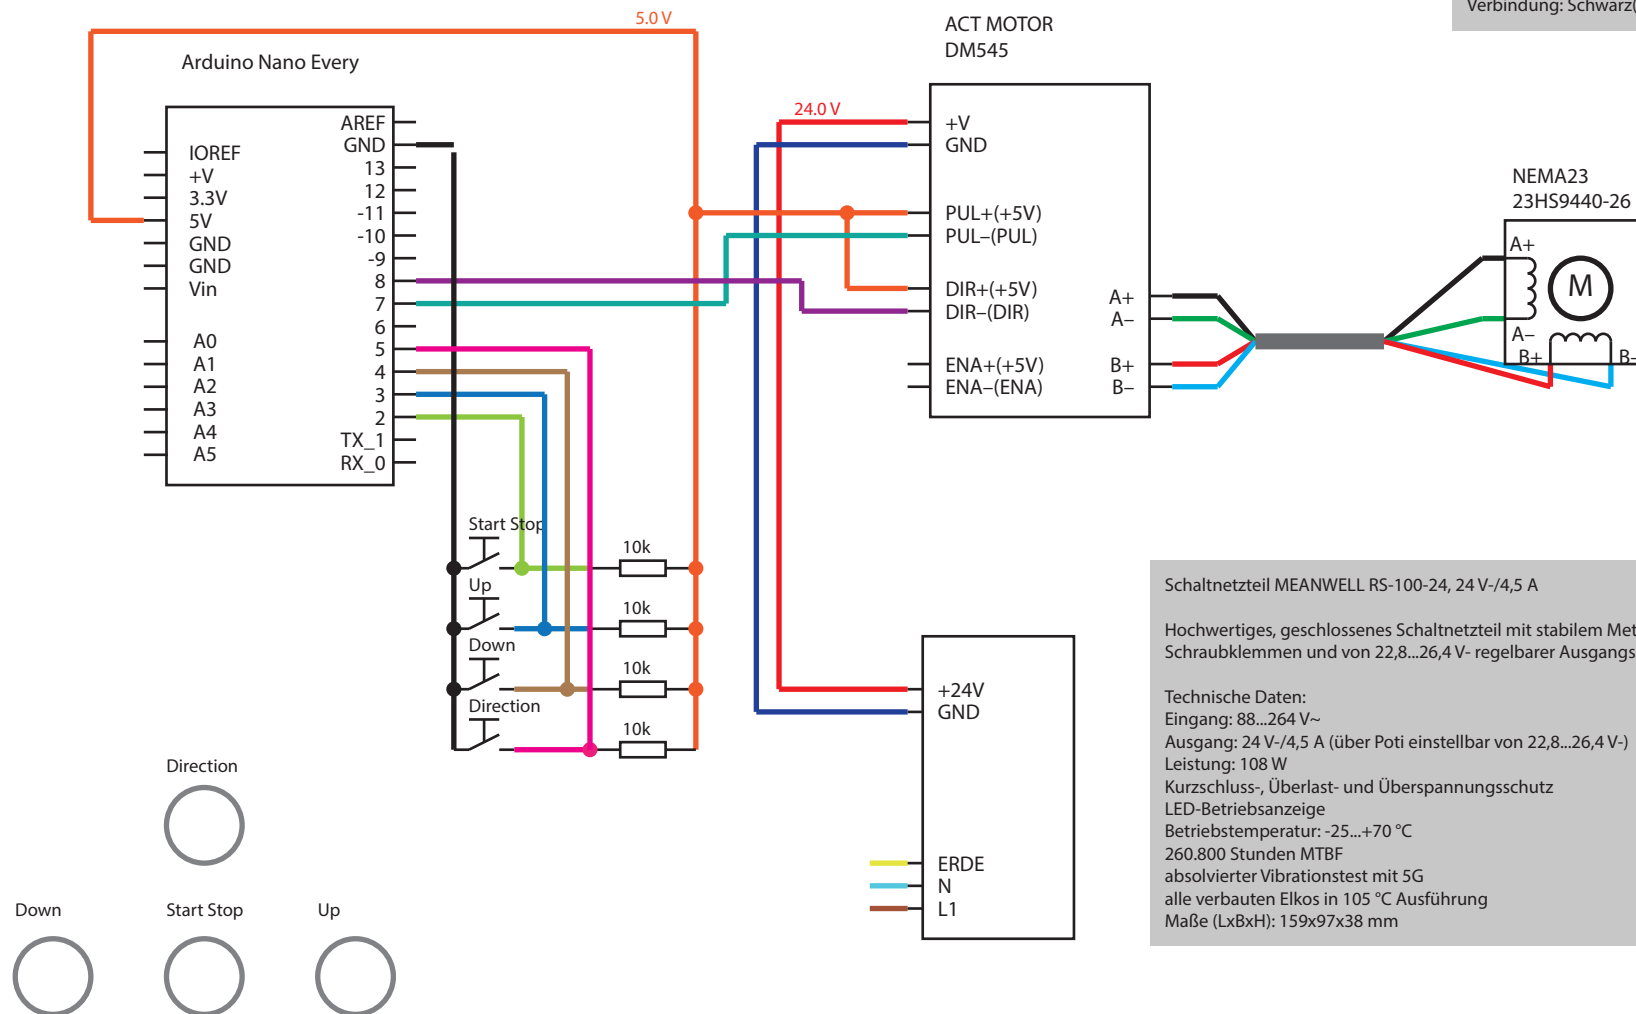 5.0 V
Arduino Nano Every
AREF
GND
13
12
-11
-10
-9
8
7
6
5
4
3
2
TX_1
RX_0
IOREF
+V
3.3V
5V
GND
GND
Vin
A0
A1
A2
A3
A4
A5
Start Stop
10k
Up
10k
Down
10k
Direction
10k
ACT MOTOR
DM545
24.0 V
+V
GND
PUL+(+5V)
PUL–(PUL)
DIR+(+5V)
DIR–(DIR)
ENA+(+5V)
ENA–(ENA)
A+
A–
B+
B–
Verbindung: Schwarz(
NEMA23
23HS9440-26
A+
M
A–
B+
B–
+24V
GND
ERDE
N
L1
Schaltnetzteil MEANWELL RS-100-24, 24 V-/4,5 A
Hochwertiges, geschlossenes Schaltnetzteil mit stabilem Met
Schraubklemmen und von 22,8...26,4 V- regelbarer Ausgangs
Technische Daten:
Eingang: 88...264 V~
Ausgang: 24 V-/4,5 A (über Poti einstellbar von 22,8...26,4 V-)
Leistung: 108 W
Kurzschluss-, Überlast- und Überspannungsschutz
LED-Betriebsanzeige
Betriebstemperatur: -25...+70 °C
260.800 Stunden MTBF
absolvierter Vibrationstest mit 5G
alle verbauten Elkos in 105 °C Ausführung
Maße (LxBxH): 159x97x38 mm
Direction
Down
Start Stop
Up